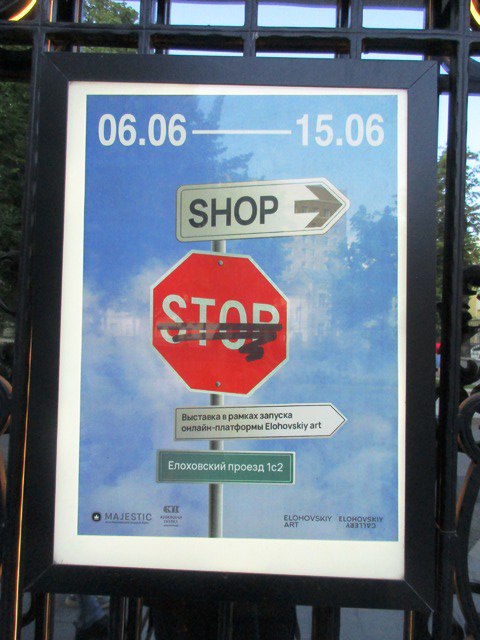 06.06 — 15.06
SHOP
STOP
Выставка в рамках запуска
онлайн-платформы Elohovskiy art
Елоховский проезд 1с2
MAJESTIC
ELOHOVSKIY
ART
ELOHOVSKIY
GALLERY